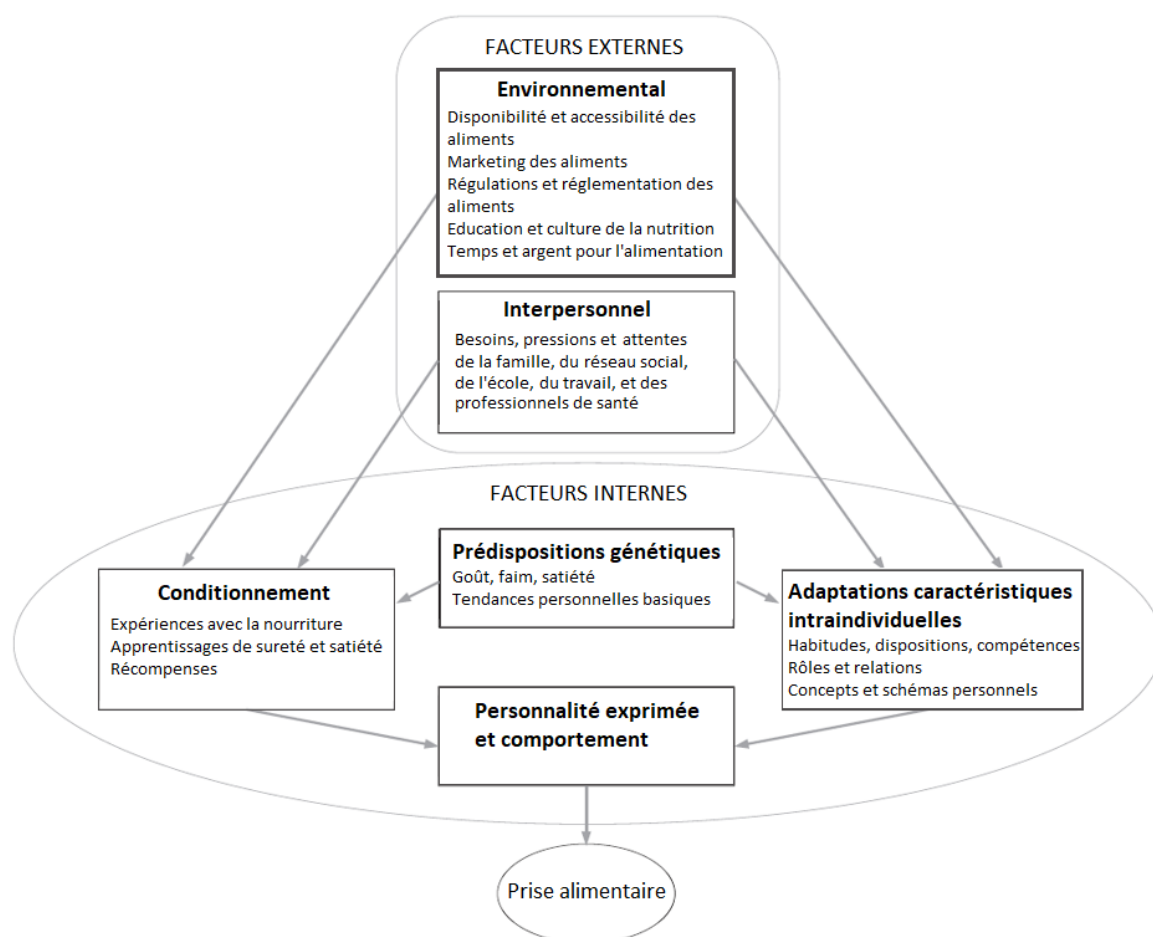 FACTEURS EXTERNES
Environnemental
Disponibilité et accessibilité des
aliments
Marketing des aliments
Régulations et réglementation des
aliments
Education et culture de la nutrition
Temps et argent pour l'alimentation
Interpersonnel
Besoins, pressions et attentes
de la famille, du réseau social,
de l'école, du travail, et des
professionnels de santé
FACTEURS INTERNES
Prédispositions génétiques
Goût, faim, satiété
Tendances personnelles basiques
Conditionnement
Expériences avec la nourriture
Apprentissages de sureté et satiété
Récompenses
Adaptations caractéristiques
intraindividuelles
Habitudes, dispositions, compétences
Rôles et relations
Concepts et schémas personnels
Personnalité exprimée
et comportement
Prise alimentaire